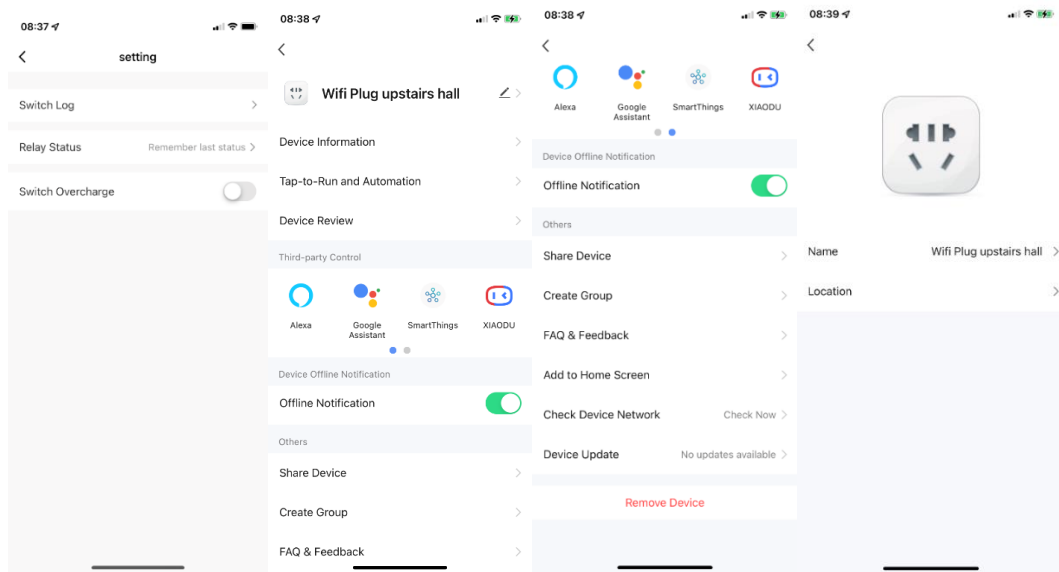 08:37
setting
Switch Log
Relay Status
Remember last status
Switch Overcharge
08:38
Wifi Plug upstairs hall
Device Information
Tap-to-Run and Automation
Device Review
Third-party Control
Alexa
Google
Assistant
SmartThings
XIAODU
Device Offline Notification
Offline Notification
Others
Share Device
Create Group
FAQ & Feedback
08:38
Alexa
Google
Assistant
SmartThings
XIAODU
Device Offline Notification
Offline Notification
Others
Share Device
Create Group
FAQ & Feedback
Add to Home Screen
Check Device Network
Check Now
Device Update
No updates available
Remove Device
08:39
Name
Wifi Plug upstairs hall
Location